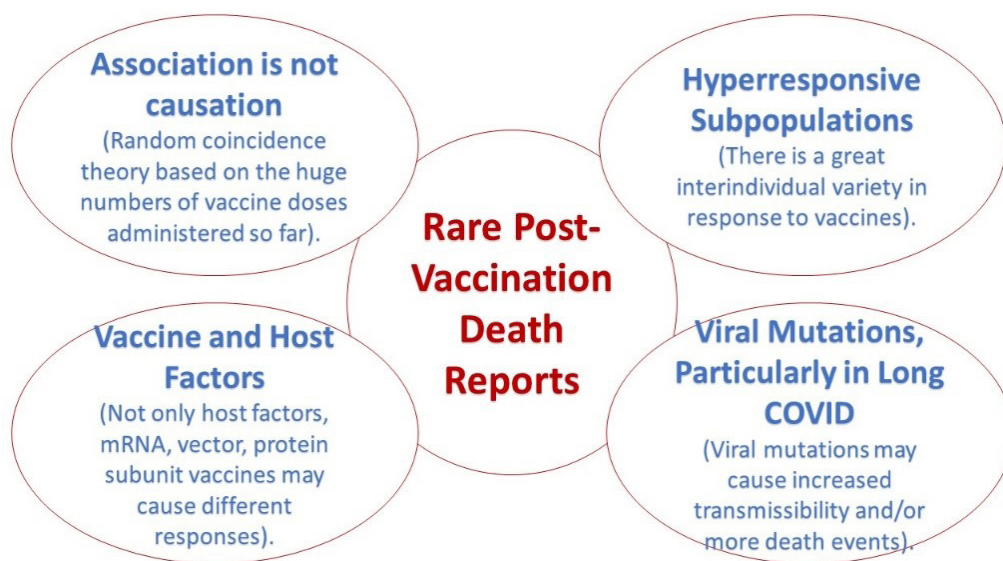 Association is not
causation
(Random coincidence
theory based on the huge
numbers of vaccine doses
administered so far).
Hyperresponsive
Subpopulations
(There is a great
interindividual variety in
response to vaccines).
Rare Post-
Vaccination
Death
Reports
Vaccine and Host
Factors
(Not only host factors,
mRNA, vector, protein
subunit vaccines may
cause different
responses).
Viral Mutations,
Particularly in Long
COVID
(Viral mutations may
cause increased
transmissibility and/or
more death events).